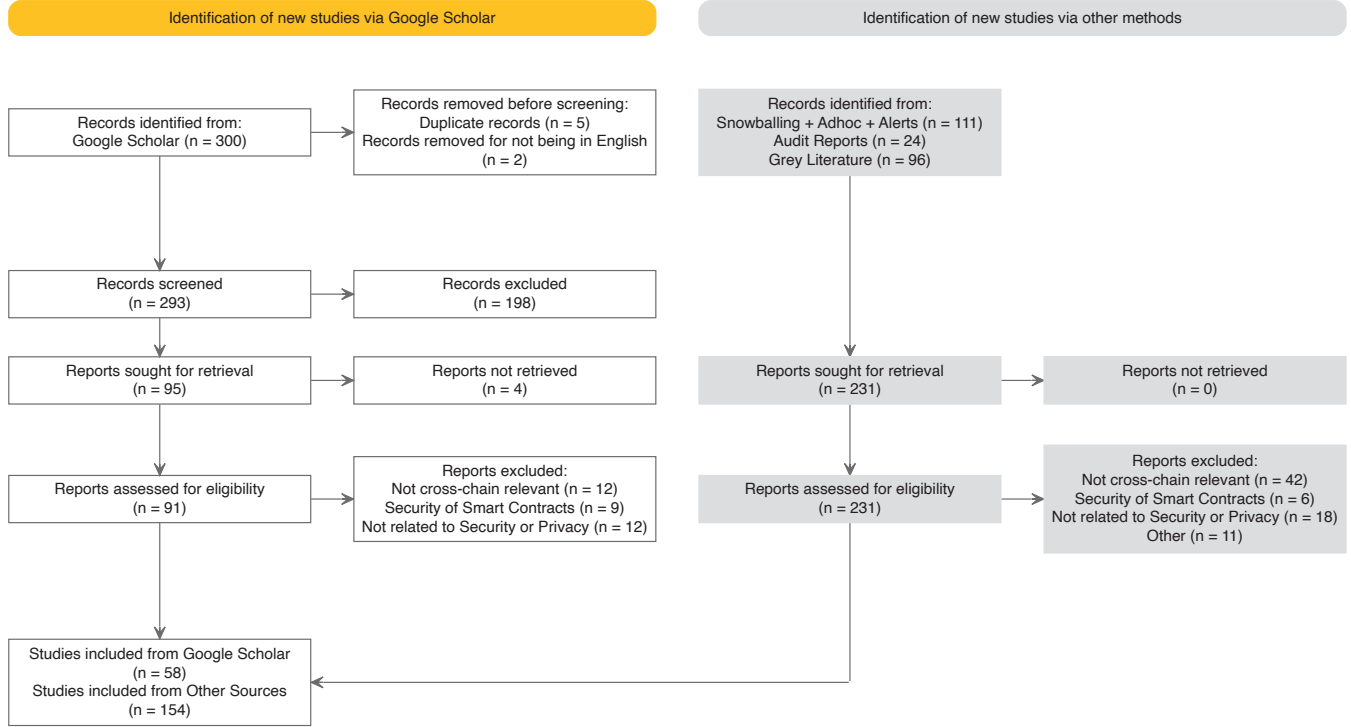 Identification of new studies via Google Scholar
Identification of new studies via other methods
Records identified from:
Google Scholar (n = 300)
Records removed before screening:
Duplicate records (n = 5)
Records removed for not being in English
(n = 2)
Records identified from:
Snowballing + Adhoc + Alerts (n = 111)
Audit Reports (n = 24)
Grey Literature (n = 96)
Records screened
(n = 293)
Records excluded
(n = 198)
Reports sought for retrieval
(n = 95)
Reports not retrieved
(n = 4)
Reports sought for retrieval
(n = 231)
Reports not retrieved
(n = 0)
Reports assessed for eligibility
(n = 91)
Reports excluded:
Not cross-chain relevant (n = 12)
Security of Smart Contracts (n = 9)
Not related to Security or Privacy (n = 12)
Reports assessed for eligibility
(n = 231)
Reports excluded:
Not cross-chain relevant (n = 42)
Security of Smart Contracts (n = 6)
Not related to Security or Privacy (n = 18)
Other (n = 11)
Studies included from Google Scholar
(n = 58)
Studies included from Other Sources
(n = 154)